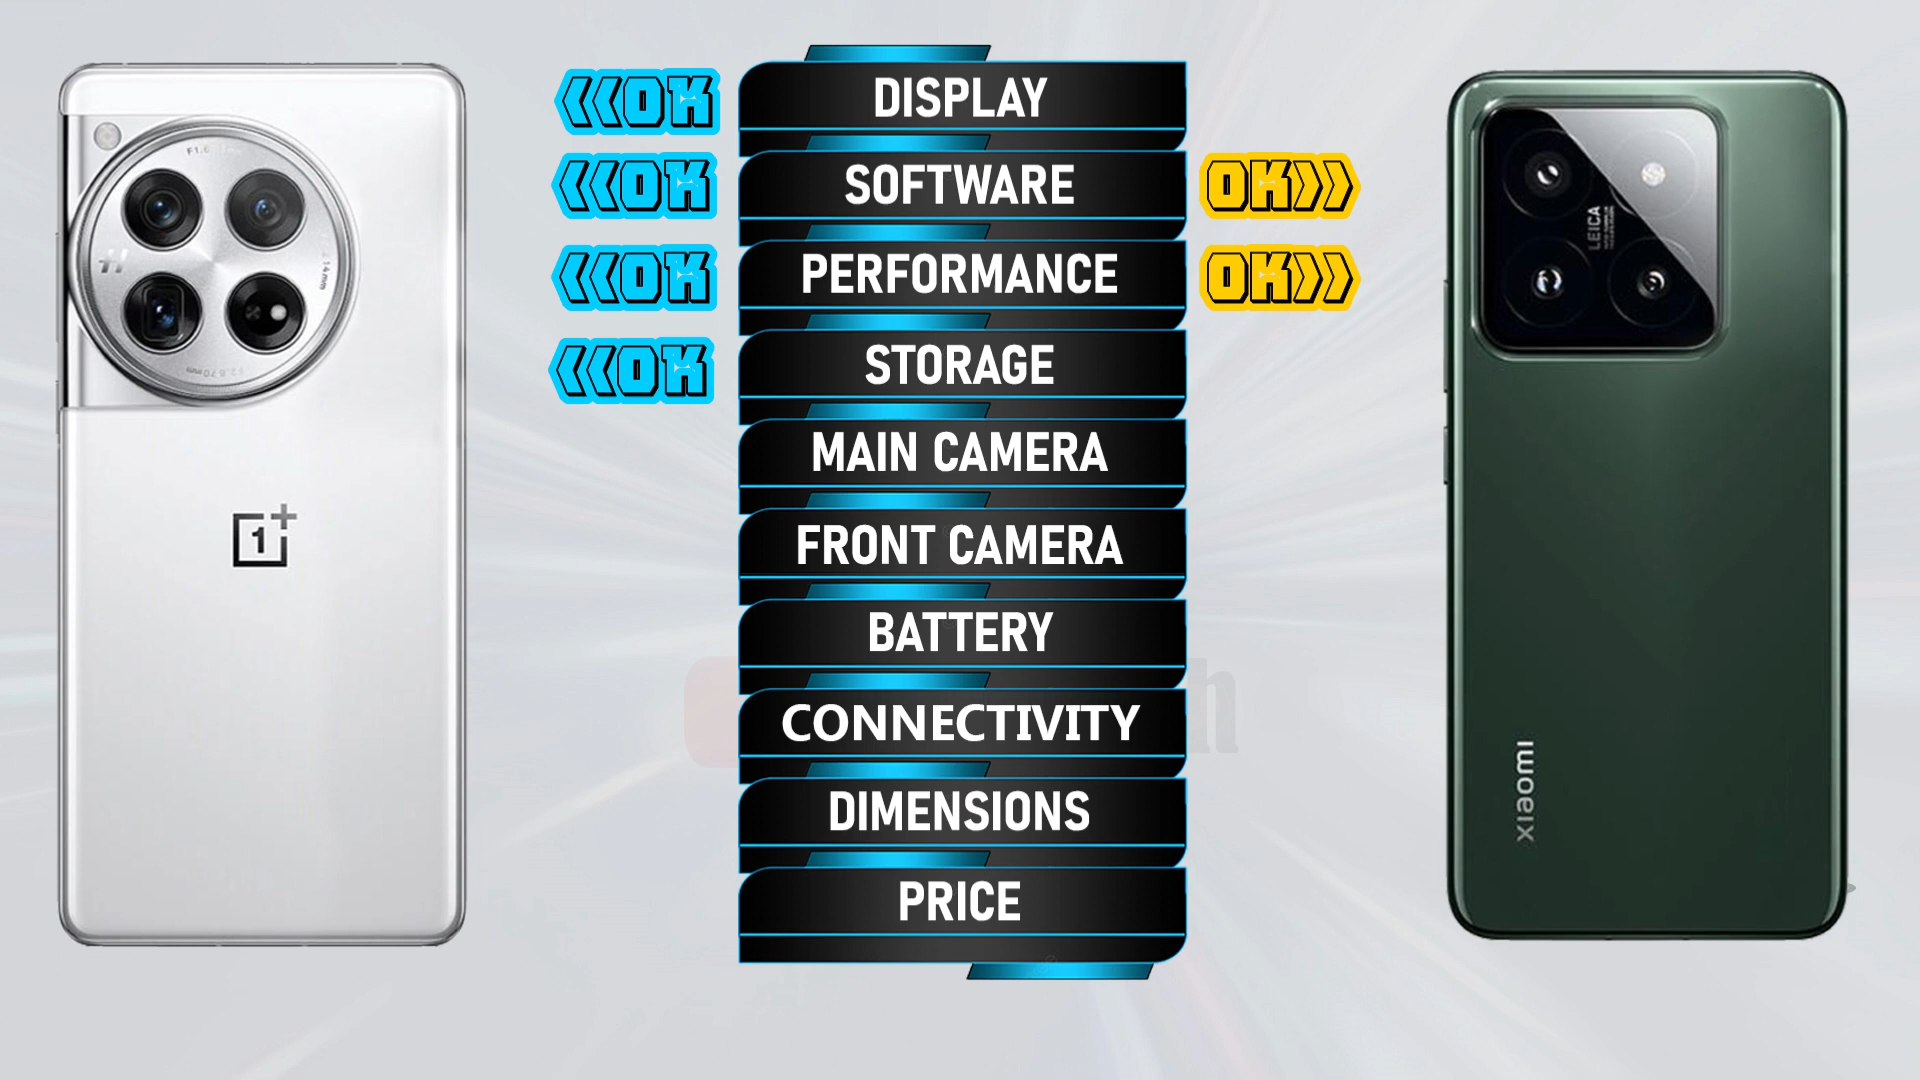 <<OK DISPLAY
<<OK SOFTWARE OK>>
<<OK PERFORMANCE OK>>
<<OK STORAGE
MAIN CAMERA
FRONT CAMERA
BATTERY
CONNECTIVITY
DIMENSIONS
PRICE
1+
LEICA
xiaomi